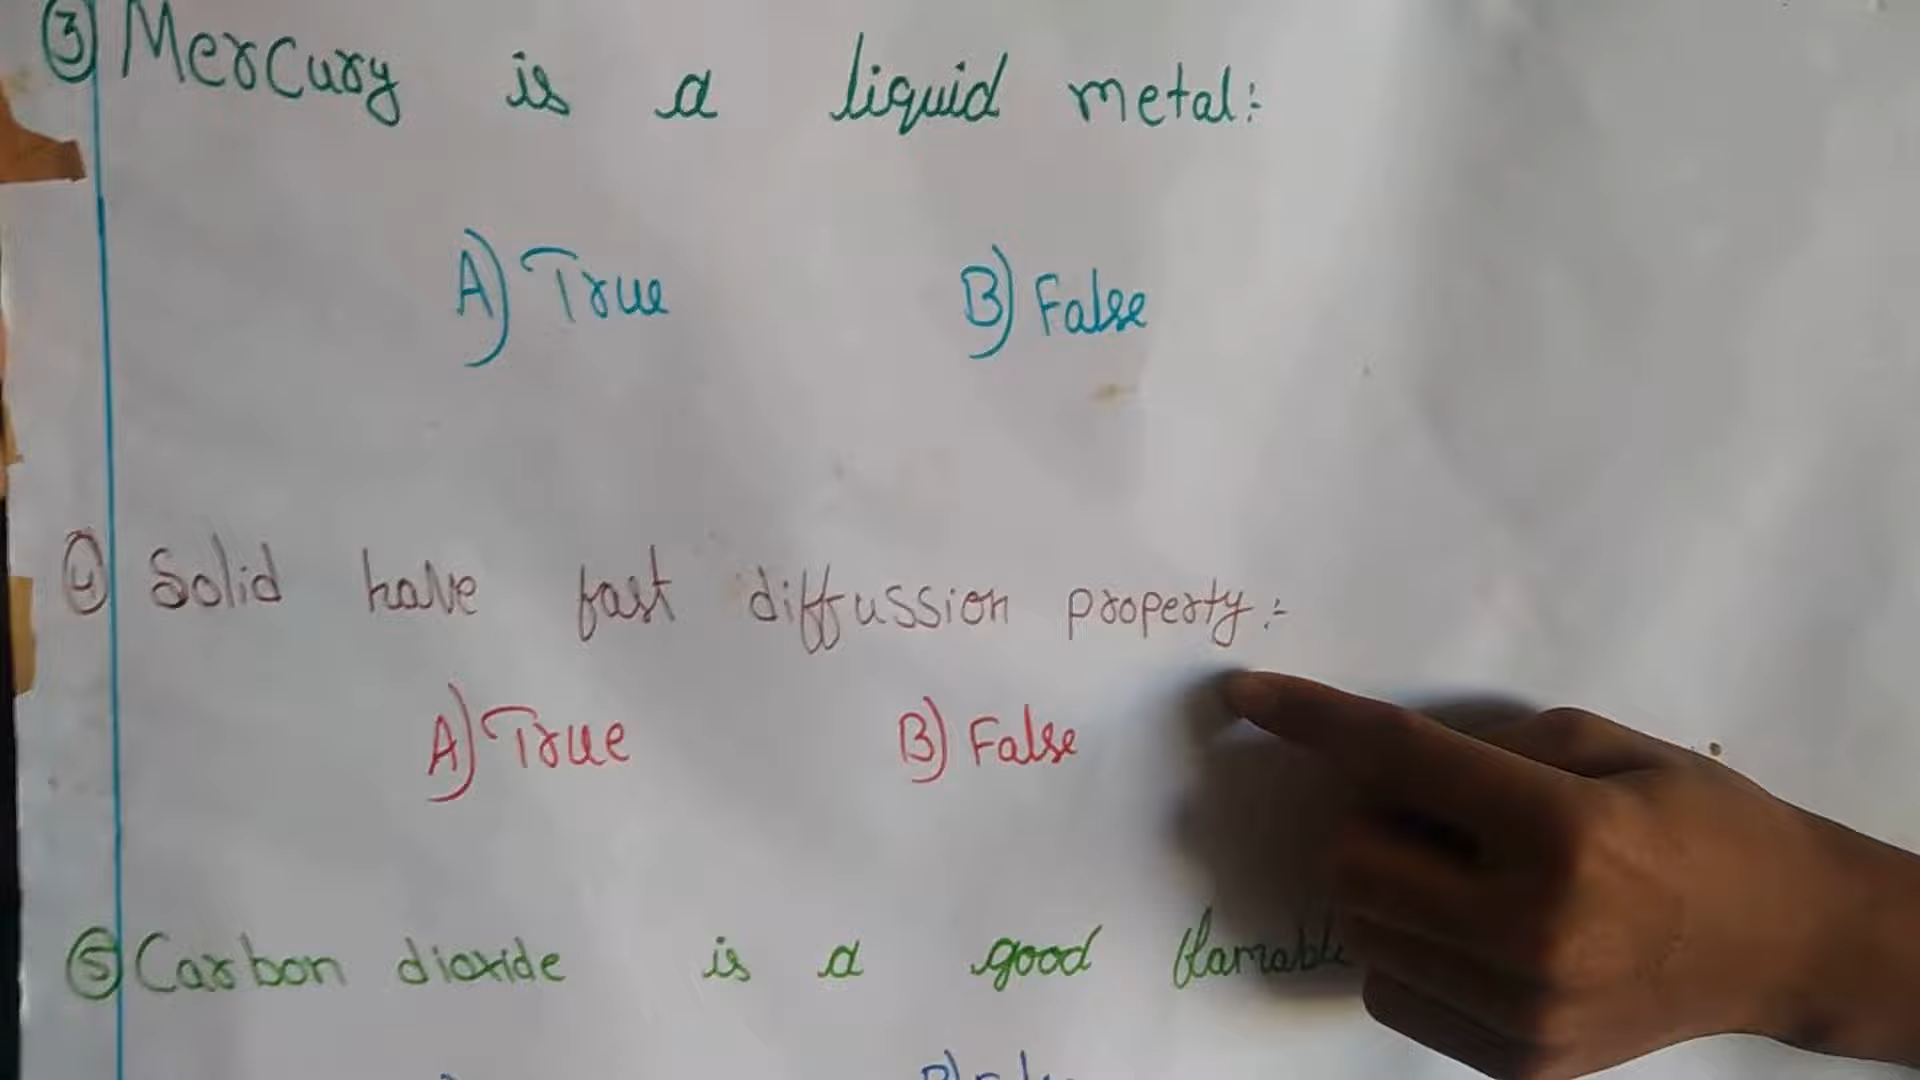 ③ Mercury is a liquid metal:-
A) True B) False
④ Solid have fast diffussion property:-
A) True B) False
⑤ Carbon dioxide is a good flamable